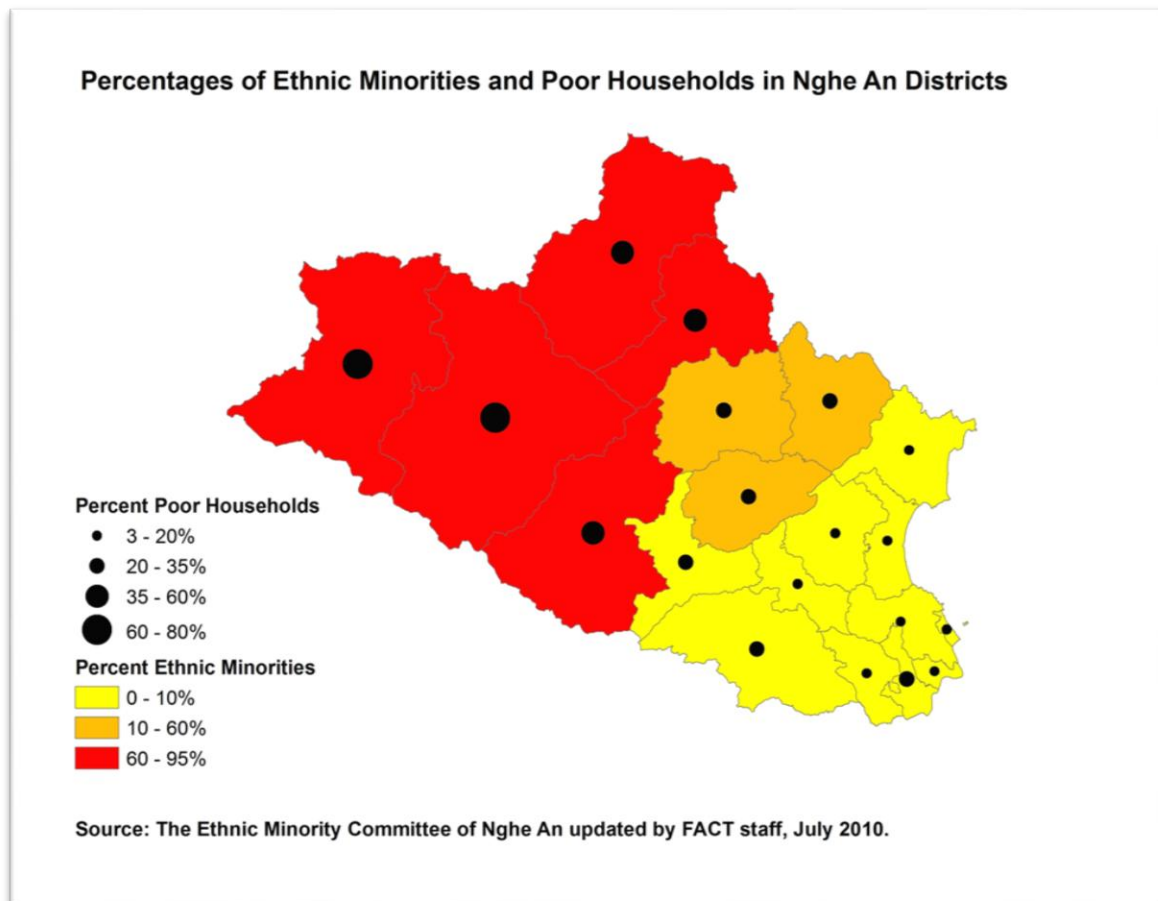 Percentages of Ethnic Minorities and Poor Households in Nghe An Districts
Percent Poor Households
3 - 20%
20 - 35%
35 - 60%
60 - 80%
Percent Ethnic Minorities
0 - 10%
10 - 60%
60 - 95%
Source: The Ethnic Minority Committee of Nghe An updated by FACT staff, July 2010.